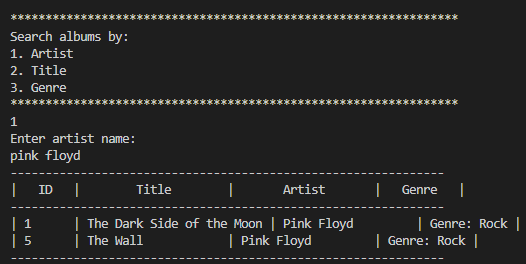 ****************************************************************
Search albums by:
1. Artist
2. Title
3. Genre
****************************************************************
1
Enter artist name:
pink floyd
--------------------------------------------------------------
|   ID   |        Title        |       Artist       |   Genre   |
--------------------------------------------------------------
| 1      | The Dark Side of the Moon | Pink Floyd         | Genre: Rock |
| 5      | The Wall            | Pink Floyd         | Genre: Rock |
--------------------------------------------------------------